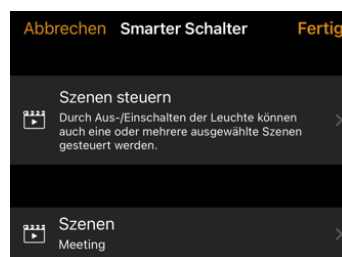 Abbrechen Smarter Schalter Fertig
Szenen steuern
Durch Aus-/Einschalten der Leuchte können
auch eine oder mehrere ausgewählte Szenen
gesteuert werden.
Szenen
Meeting